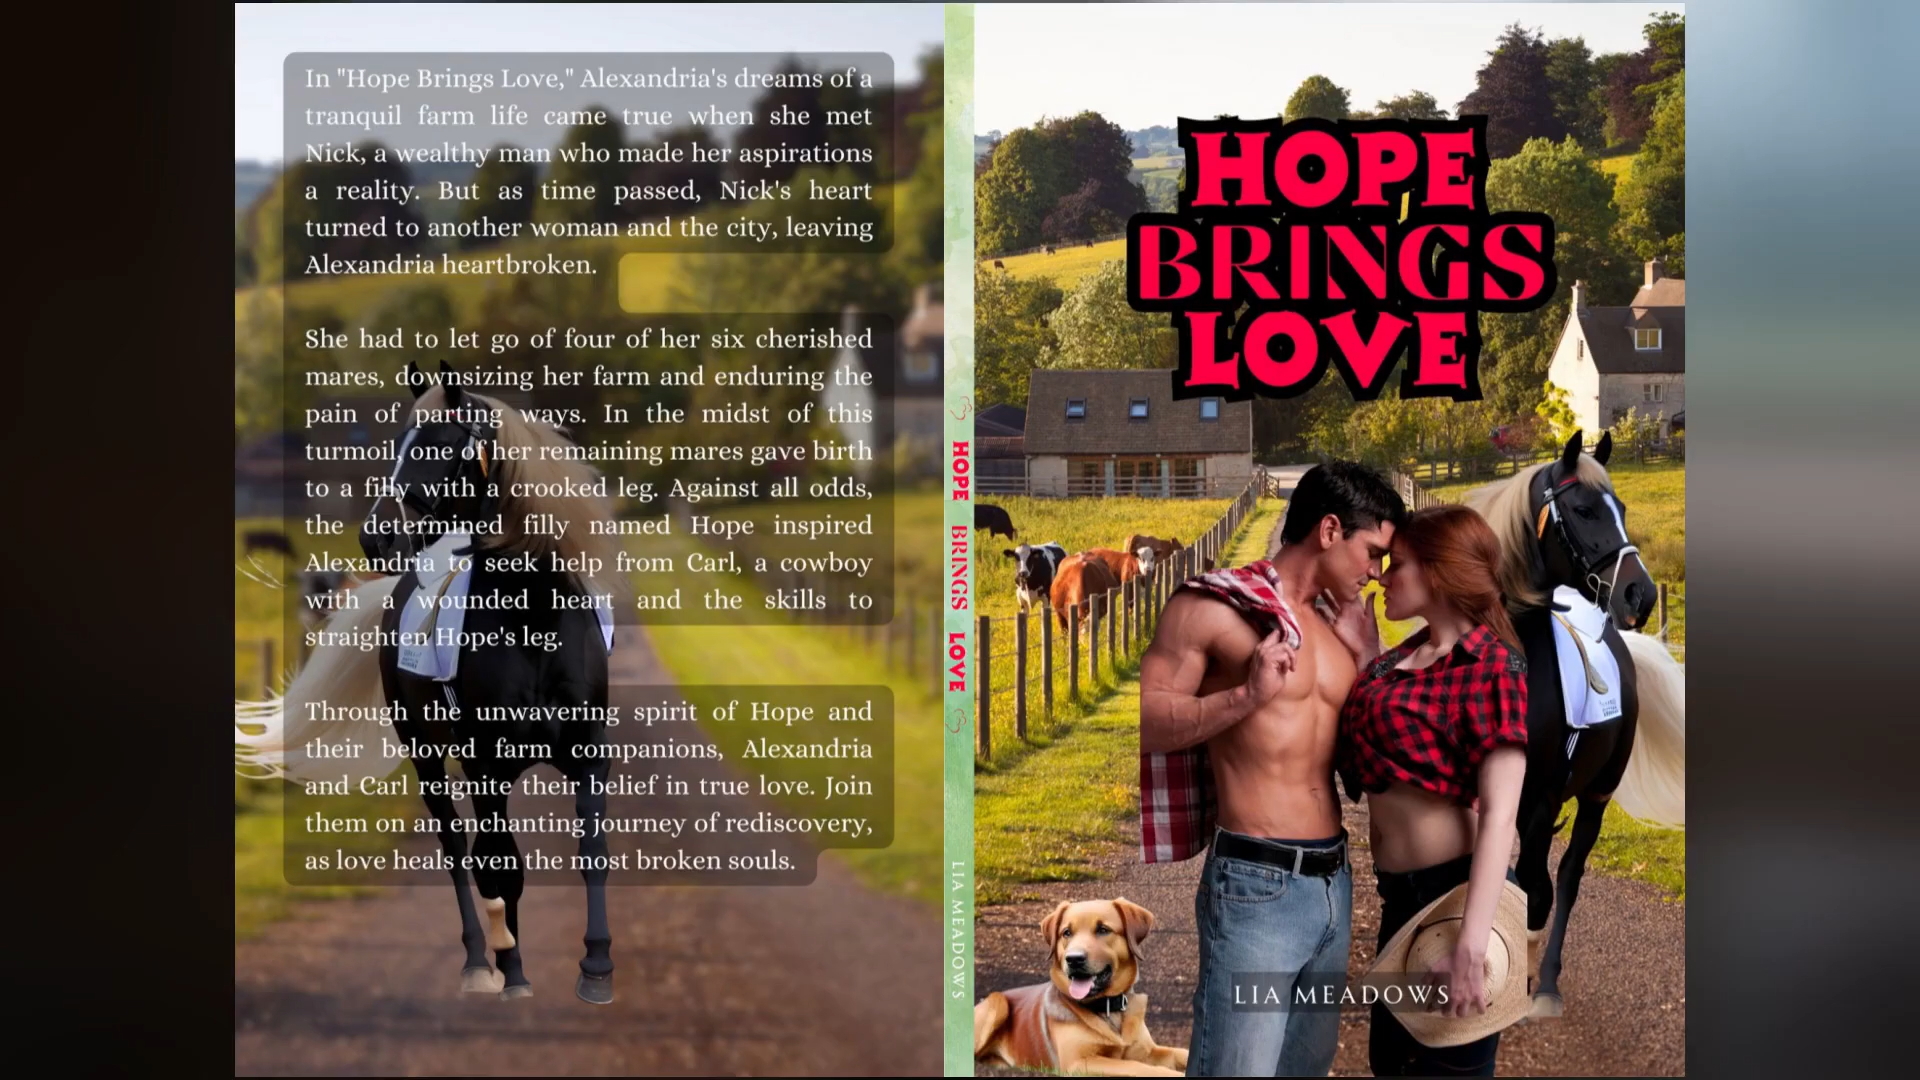 In "Hope Brings Love," Alexandria's dreams of a
tranquil farm life came true when she met
Nick, a wealthy man who made her aspirations
a reality. But as time passed, Nick's heart
turned to another woman and the city, leaving
Alexandria heartbroken.
She had to let go of four of her six cherished
mares, downsizing her farm and enduring the
pain of parting ways. In the midst of this
turmoil, one of her remaining mares gave birth
to a filly with a crooked leg. Against all odds,
the determined filly named Hope inspired
Alexandria to seek help from Carl, a cowboy
with a wounded heart and the skills to
straighten Hope's leg.
Through the unwavering spirit of Hope and
their beloved farm companions, Alexandria
and Carl reignite their belief in true love. Join
them on an enchanting journey of rediscovery,
as love heals even the most broken souls.
HOPE BRINGS LOVE
LIA MEADOWS
HOPE
BRINGS
LOVE
LIA MEADOWS